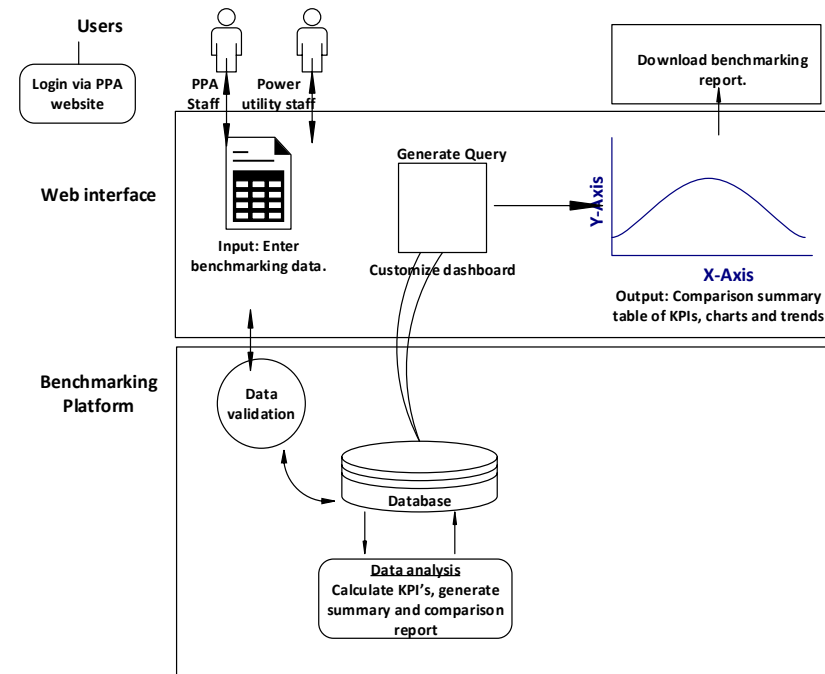 Users
Login via PPA
website
PPA
Staff
Power
utility staff
Download benchmarking
report.
Web interface
Input: Enter
benchmarking data.
Generate Query
Customize dashboard
Y-Axis
X-Axis
Output: Comparison summary
table of KPIs, charts and trends
Benchmarking
Platform
Data
validation
Database
Data analysis
Calculate KPI's, generate
summary and comparison
report